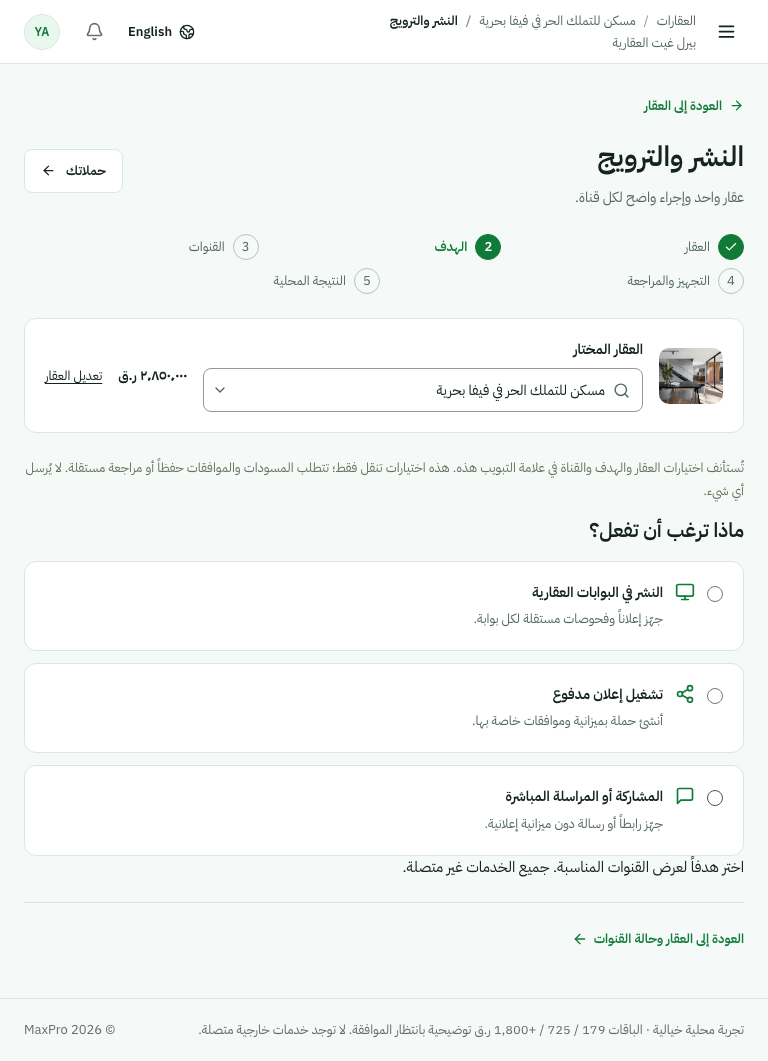 العقارات / مسكن للتملك الحر في فيفا بحرية / النشر والترويج
بيرل غيت العقارية
English
YA
العودة إلى العقار
النشر والترويج
عقار واحد وإجراء واضح لكل قناة.
حملاتك
العقار
2 الهدف
3 القنوات
4 التجهيز والمراجعة
5 النتيجة المحلية
العقار المختار
مسكن للتملك الحر في فيفا بحرية
٢٬٨٥٠٬٠٠٠ ر.ق
تعديل العقار
تُستأنف اختيارات العقار والهدف والقناة في علامة التبويب هذه. هذه اختيارات تنقل فقط؛ تتطلب المسودات والموافقات حفظاً أو مراجعة مستقلة. لا يُرسل
أي شيء.
ماذا ترغب أن تفعل؟
النشر في البوابات العقارية
جهّز إعلاناً وفحوصات مستقلة لكل بوابة.
تشغيل إعلان مدفوع
أنشئ حملة بميزانية وموافقات خاصة بها.
المشاركة أو المراسلة المباشرة
جهّز رابطاً أو رسالة دون ميزانية إعلانية.
اختر هدفاً لعرض القنوات المناسبة. جميع الخدمات غير متصلة.
العودة إلى العقار وحالة القنوات
تجربة محلية خيالية · الباقات 179 / 725 / +1,800 ر.ق توضيحية بانتظار الموافقة. لا توجد خدمات خارجية متصلة.
MaxPro 2026 ©